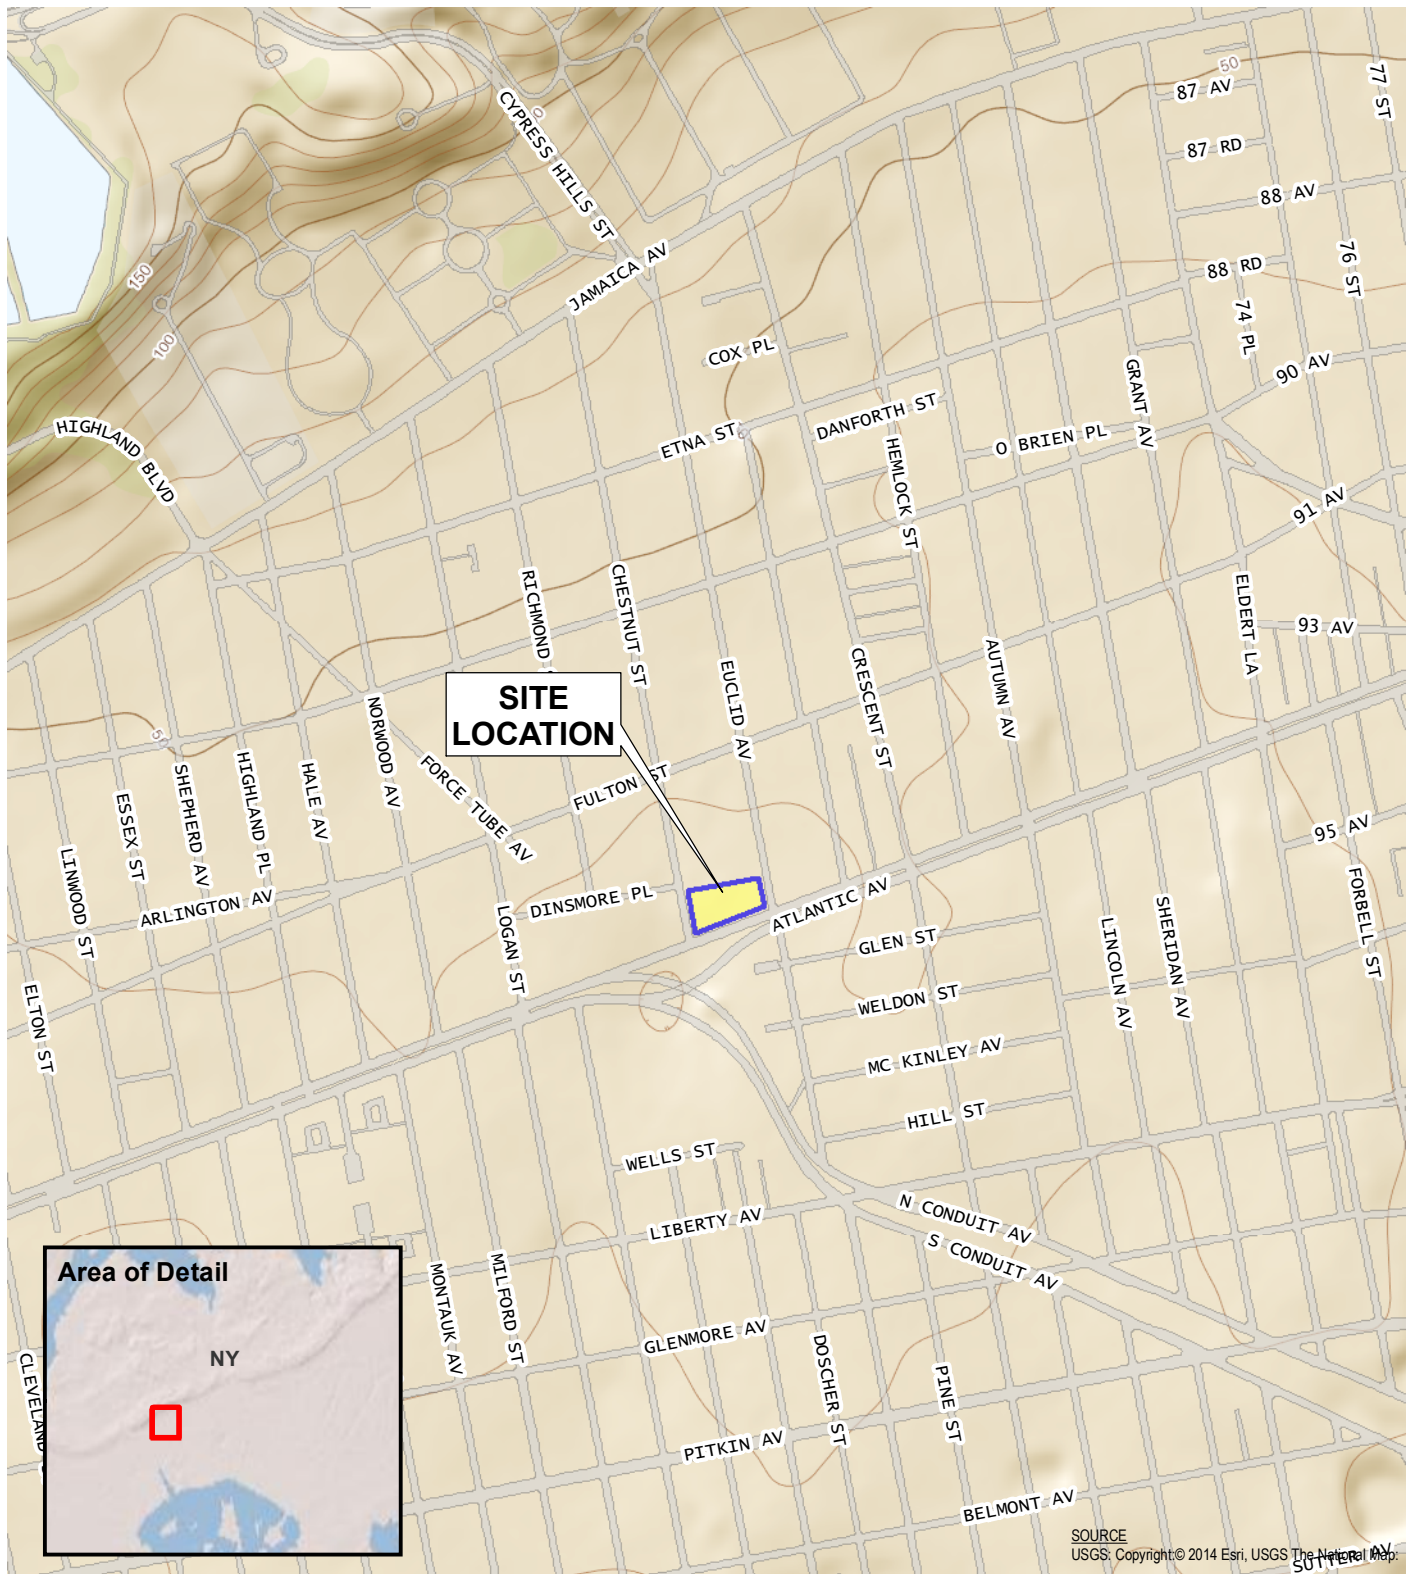 50
77 ST
87 AV
CYPRESS HILLS ST
87 RD
88 AV
JAMAICA AV
88 RD
76 ST
150
74 PL
100
COX PL
90 AV
GRANT AV
HIGHLAND BLVD
ETNA ST
DANFORTH ST
O BRIEN PL
HEMLOCK ST
91 AV
RICHMOND
CHESTNUT ST
ELDERT LA
93 AV
AUTUMN AV
CRESCENT ST
EUCLID AV
SITE
LOCATION
NORWOOD AV
FORCE TUBE AV
FULTON ST
HIGHLAND PL
HALE AV
SHEPHERD AV
ESSEX ST
LINWOOD ST
95 AV
FORBELL ST
ARLINGTON AV
DINSMORE PL
LOGAN ST
ATLANTIC AV
GLEN ST
LINCOLN AV
SHERIDAN AV
ELTON ST
WELDON ST
MC KINLEY AV
HILL ST
WELLS ST
LIBERTY AV
N CONDUIT AV
S CONDUIT AV
Area of Detail
NY
MONTAUK AV
MILFORD ST
GLENMORE AV
DOSCHER ST
PINE ST
CLEVELAND
PITKIN AV
BELMONT AV
SOURCE
USGS: Copyright:© 2014 Esri, USGS The National Map:
SUTTER AV